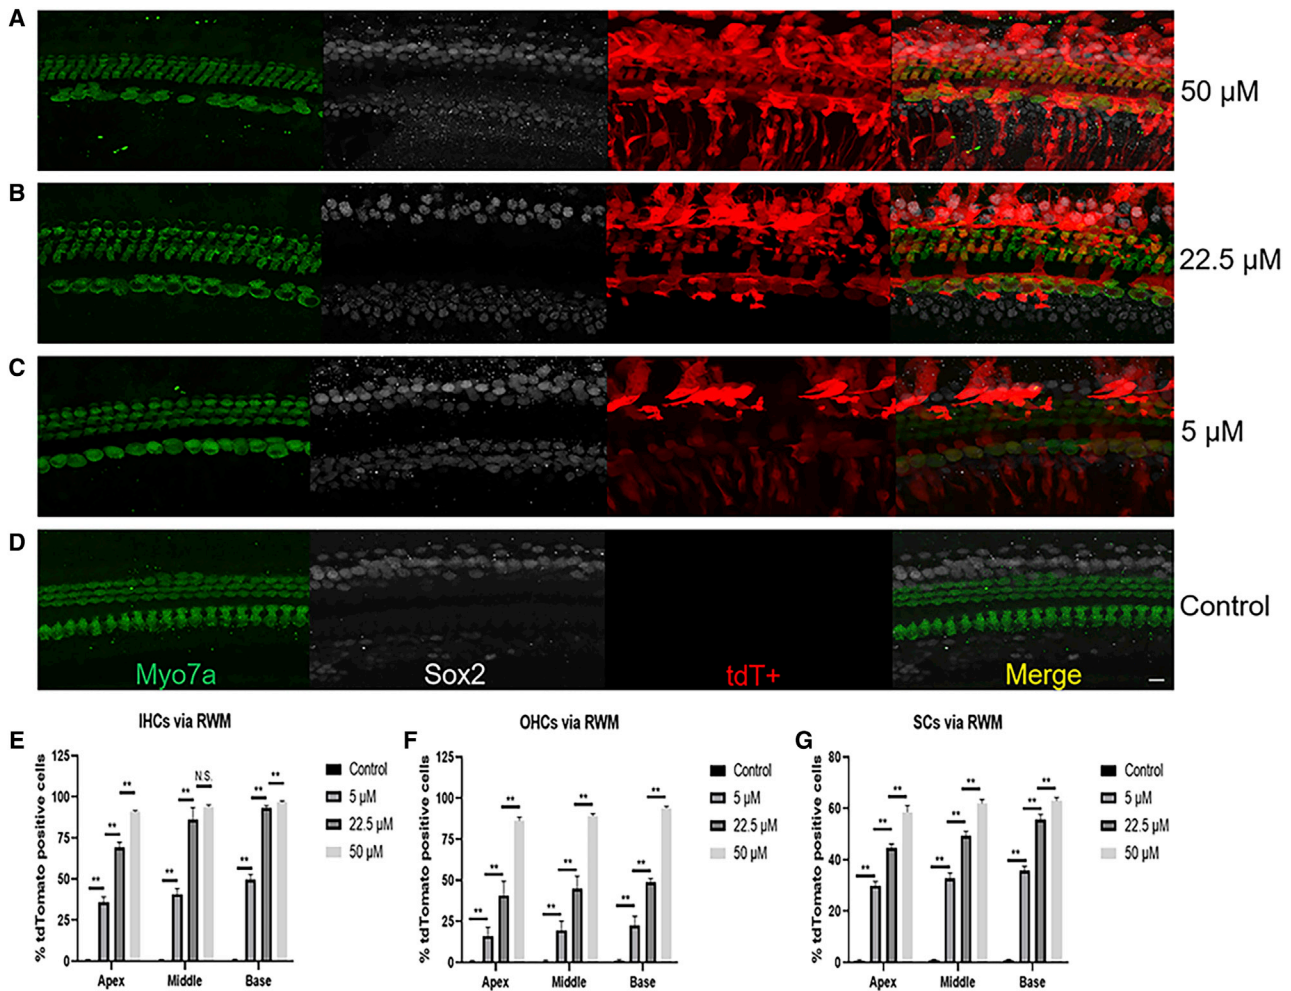 A
50 µM
B
22.5 µM
C
5 µM
D
Control
Myo7a Sox2 tdT+ Merge
E
IHCs via RWM
% tdTomato positive cells
125
100
75
50
25
0
** ** ** ** ** N.S. ** ** **
Apex Middle Base
Control
5 µM
22.5 µM
50 µM
F
OHCs via RWM
% tdTomato positive cells
125
100
75
50
25
0
** ** ** ** ** ** ** ** **
Apex Middle Base
Control
5 µM
22.5 µM
50 µM
G
SCs via RWM
% tdTomato positive cells
80
60
40
20
0
** ** ** ** ** ** ** ** **
Apex Middle Base
Control
5 µM
22.5 µM
50 µM